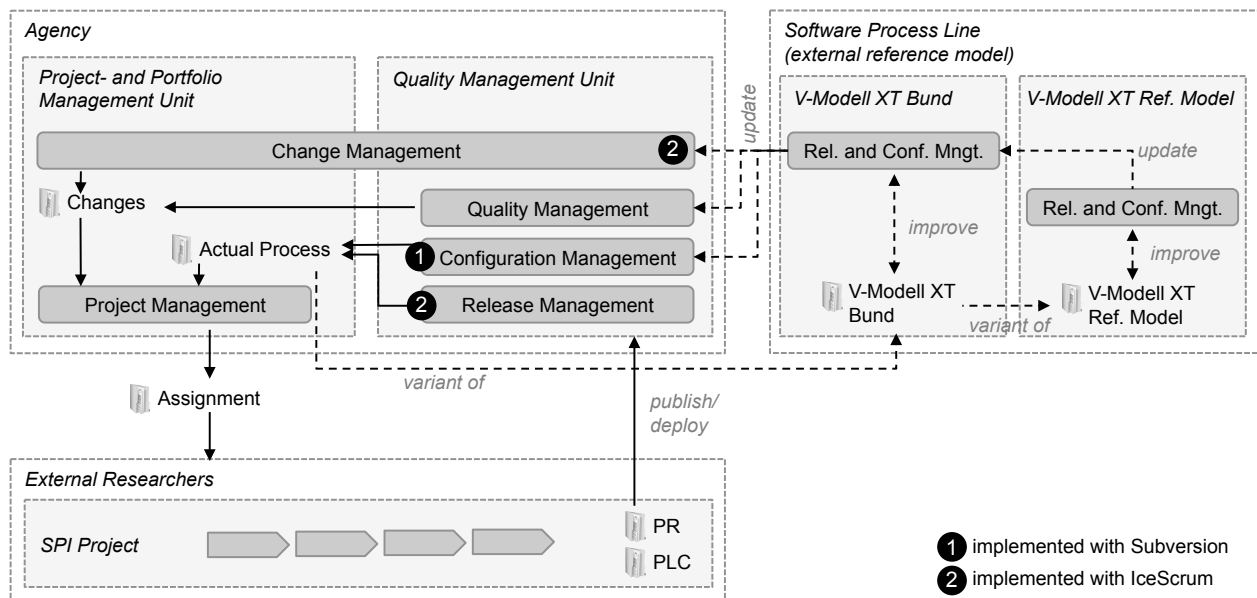 Agency
Project- and Portfolio
Management Unit
Quality Management Unit
Change Management
2
Changes
Quality Management
Actual Process
1
Configuration Management
Project Management
2
Release Management
update
Software Process Line
(external reference model)
V-Modell XT Bund
V-Modell XT Ref. Model
Rel. and Conf. Mngt.
update
Rel. and Conf. Mngt.
improve
improve
V-Modell XT
Bund
variant of
V-Modell XT
Ref. Model
variant of
Assignment
publish/
deploy
External Researchers
SPI Project
PR
PLC
1 implemented with Subversion
2 implemented with IceScrum